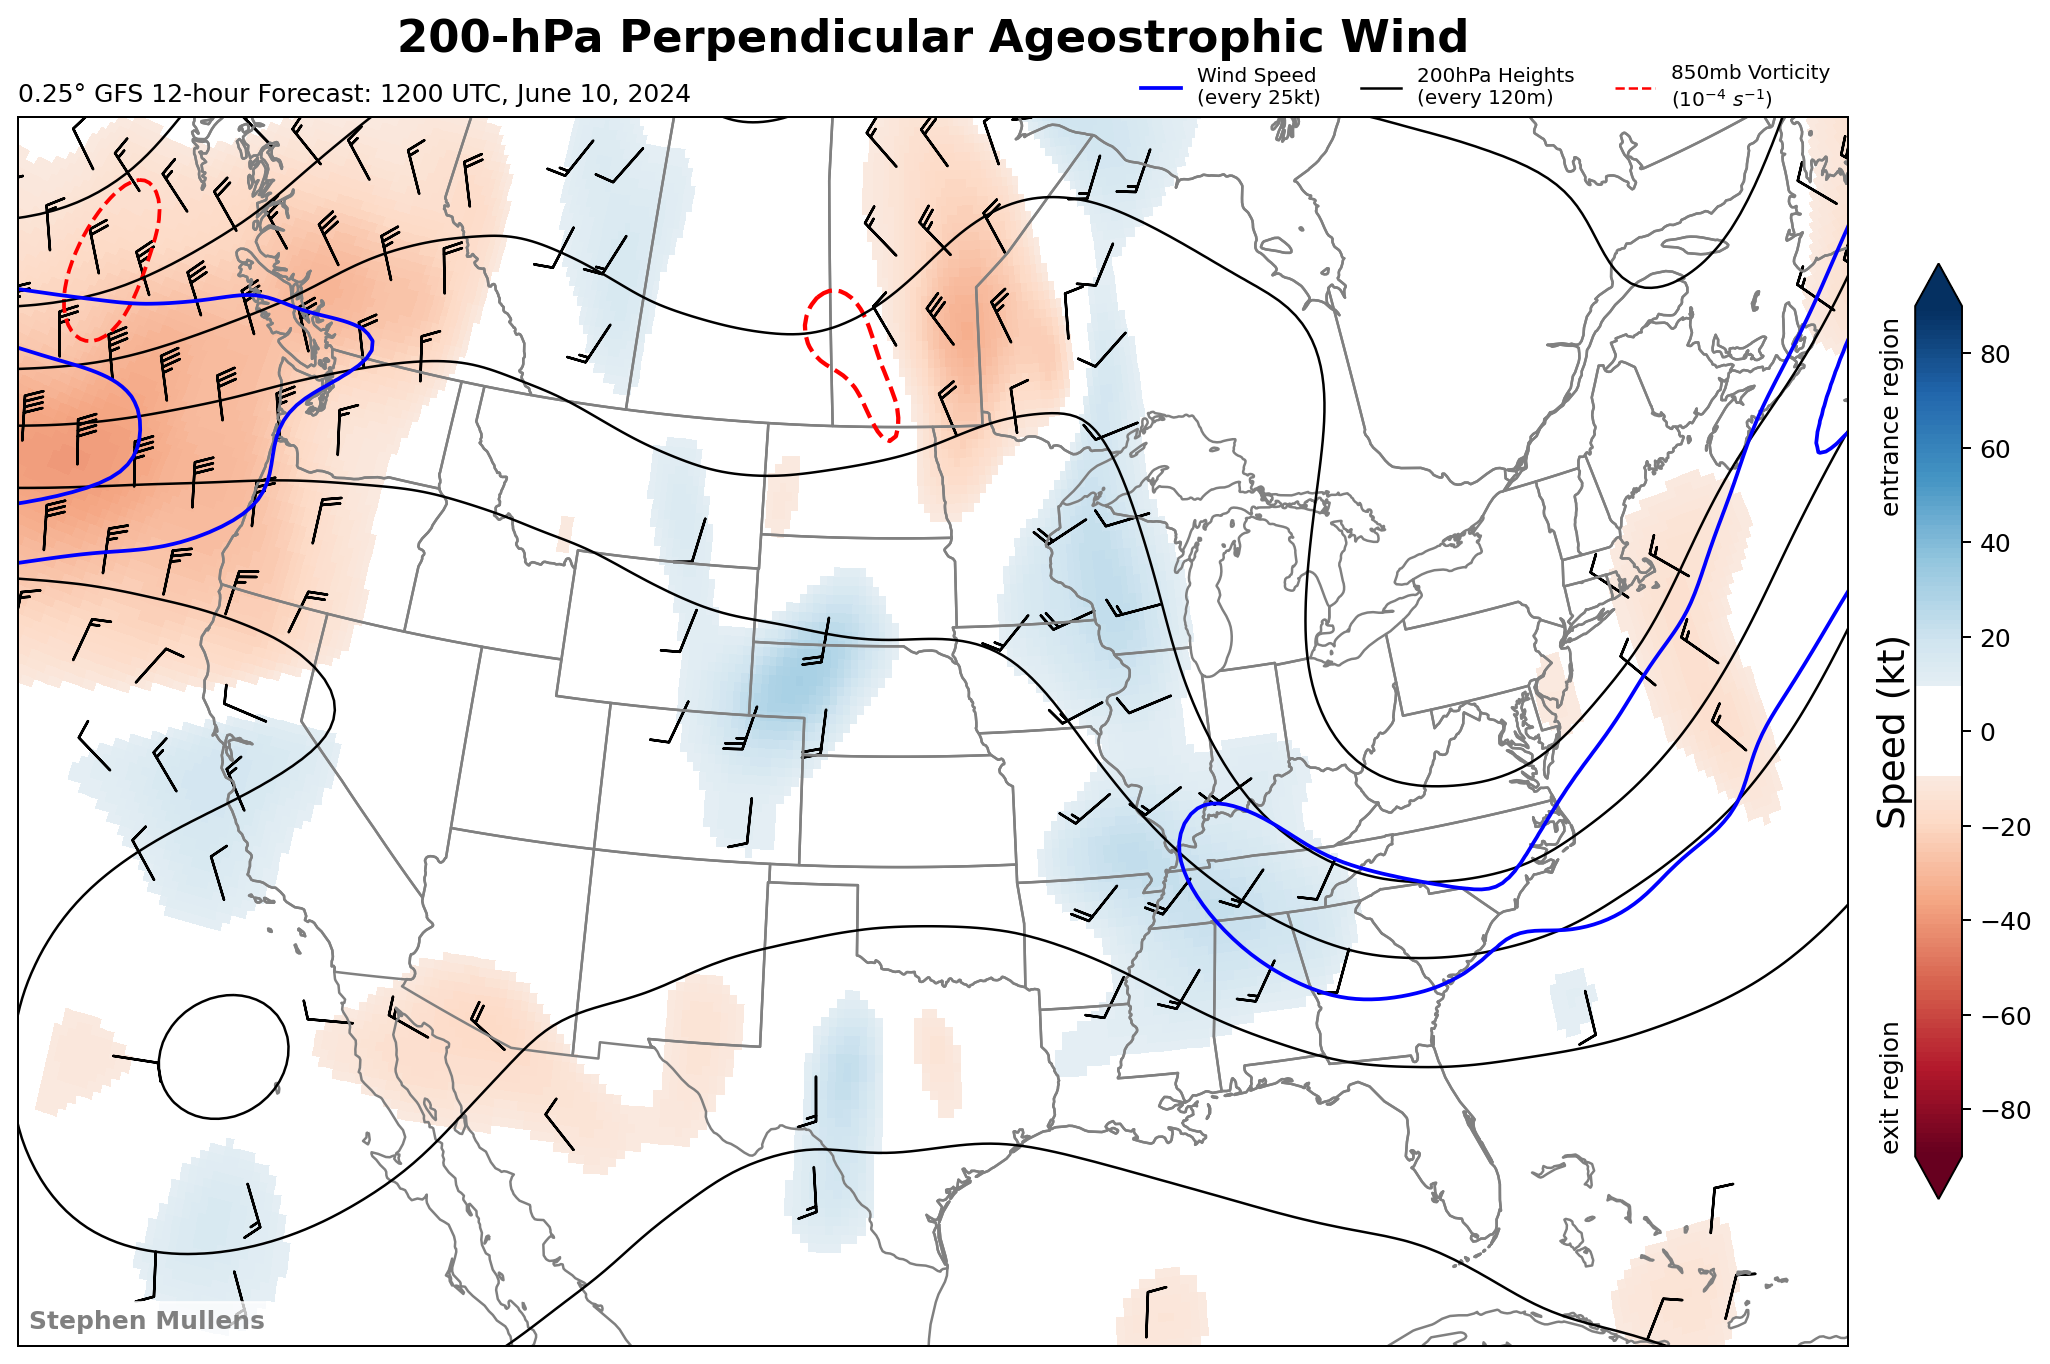 200-hPa Perpendicular Ageostrophic Wind
0.25° GFS 12-hour Forecast: 1200 UTC, June 10, 2024
Wind Speed
(every 25kt)
200hPa Heights
(every 120m)
850mb Vorticity
(10⁻⁴ s⁻¹)
entrance region
Speed (kt)
exit region
80
60
40
20
0
−20
−40
−60
−80
Stephen Mullens